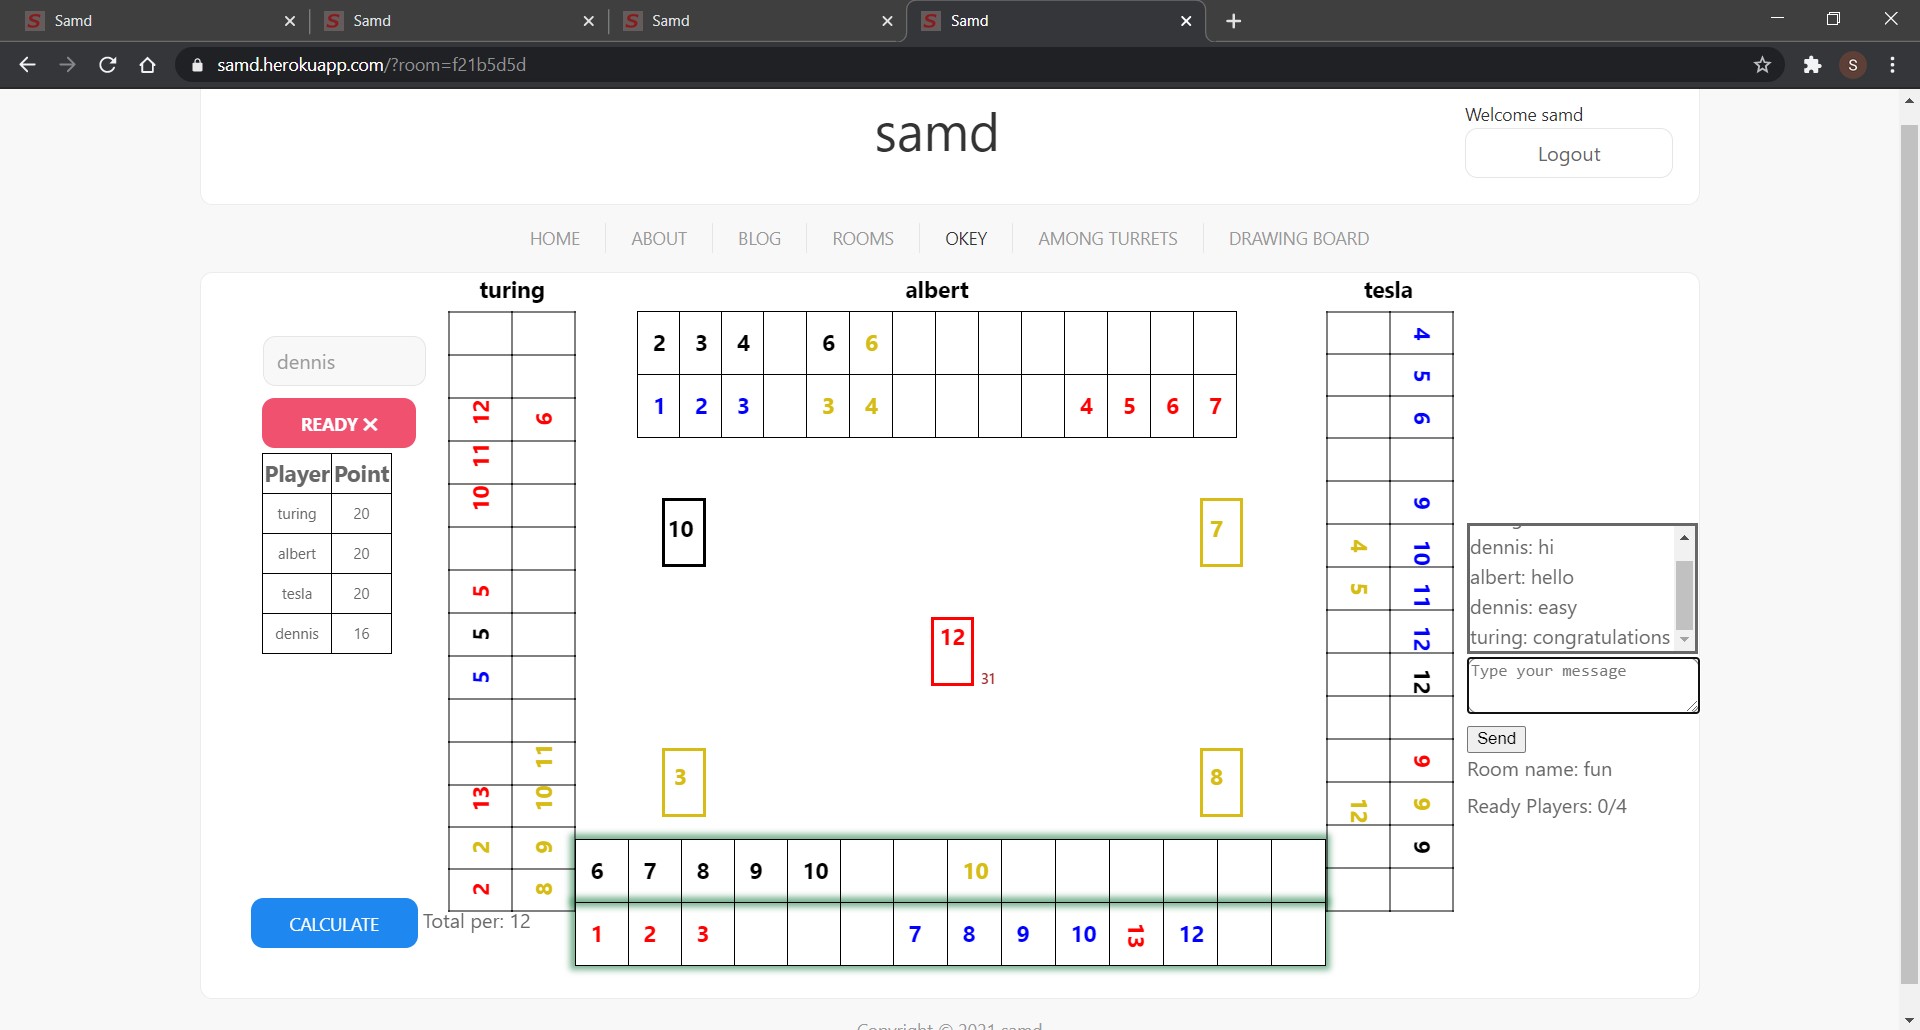 Samd
Samd
Samd
Samd
samd.herokuapp.com/?room=f21b5d5d
S
samd
Welcome samd
Logout
HOME
ABOUT
BLOG
ROOMS
OKEY
AMONG TURRETS
DRAWING BOARD
turing
albert
tesla
dennis
READY ✕
Player Point
turing 20
albert 20
tesla 20
dennis 16
12 6
11
10
5
5
5
11
13 10
2 9
2 8
2 3 4 6 6
1 2 3 3 4 4 5 6 7
4
5
6
9
4 10
5 11
12
12
9
12 9
9
10
7
12
31
3
8
6 7 8 9 10 10
1 2 3 7 8 9 10 13 12
CALCULATE
Total per: 12
dennis: hi
albert: hello
dennis: easy
turing: congratulations
Type your message
Send
Room name: fun
Ready Players: 0/4
Copyright © 2021 samd